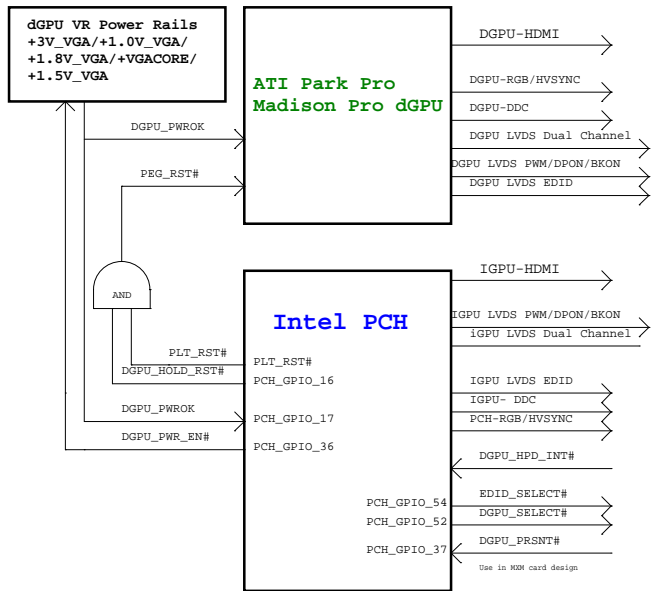 dGPU VR Power Rails
+3V_VGA/+1.0V_VGA/
+1.8V_VGA/+VGACORE/
+1.5V_VGA
ATI Park Pro
Madison Pro dGPU
DGPU-HDMI
DGPU-RGB/HVSYNC
DGPU-DDC
DGPU LVDS Dual Channel
DGPU LVDS PWM/DPON/BKON
DGPU LVDS EDID
DGPU_PWROK
PEG_RST#
AND
Intel PCH
IGPU-HDMI
IGPU LVDS PWM/DPON/BKON
iGPU LVDS Dual Channel
PLT_RST#
PLT_RST#
DGPU_HOLD_RST#
PCH_GPIO_16
IGPU LVDS EDID
IGPU- DDC
PCH-RGB/HVSYNC
DGPU_PWROK
PCH_GPIO_17
DGPU_PWR_EN#
PCH_GPIO_36
DGPU_HPD_INT#
PCH_GPIO_54
EDID_SELECT#
PCH_GPIO_52
DGPU_SELECT#
PCH_GPIO_37
DGPU_PRSNT#
Use in MXM card design